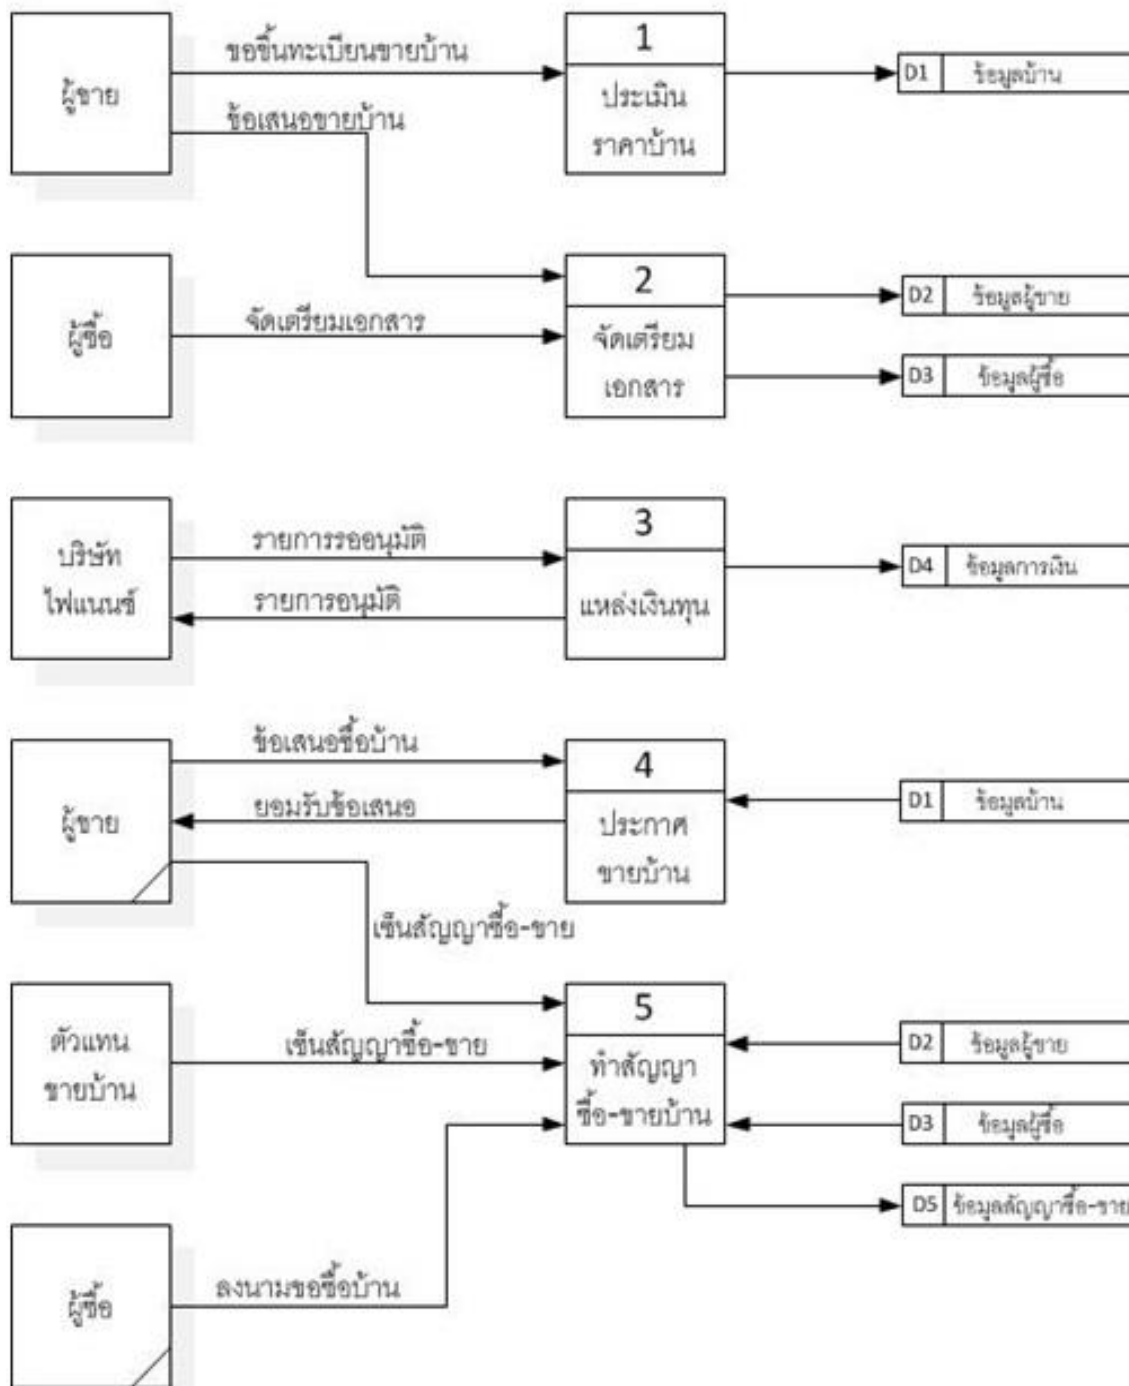 ผู้ขาย
ขอขึ้นทะเบียนขายบ้าน
ข้อเสนอขายบ้าน
1
ประเมิน
ราคาบ้าน
D1 ข้อมูลบ้าน
ผู้ซื้อ
จัดเตรียมเอกสาร
2
จัดเตรียม
เอกสาร
D2 ข้อมูลผู้ขาย
D3 ข้อมูลผู้ซื้อ
บริษัท
ไฟแนนซ์
รายการรออนุมัติ
รายการอนุมัติ
3
แหล่งเงินทุน
D4 ข้อมูลการเงิน
ผู้ขาย
ข้อเสนอซื้อบ้าน
ยอมรับข้อเสนอ
4
ประกาศ
ขายบ้าน
D1 ข้อมูลบ้าน
เซ็นสัญญาซื้อ-ขาย
ตัวแทน
ขายบ้าน
เซ็นสัญญาซื้อ-ขาย
5
ทำสัญญา
ซื้อ-ขายบ้าน
D2 ข้อมูลผู้ขาย
D3 ข้อมูลผู้ซื้อ
D5 ข้อมูลสัญญาซื้อ-ขาย
ผู้ซื้อ
ลงนามขอซื้อบ้าน